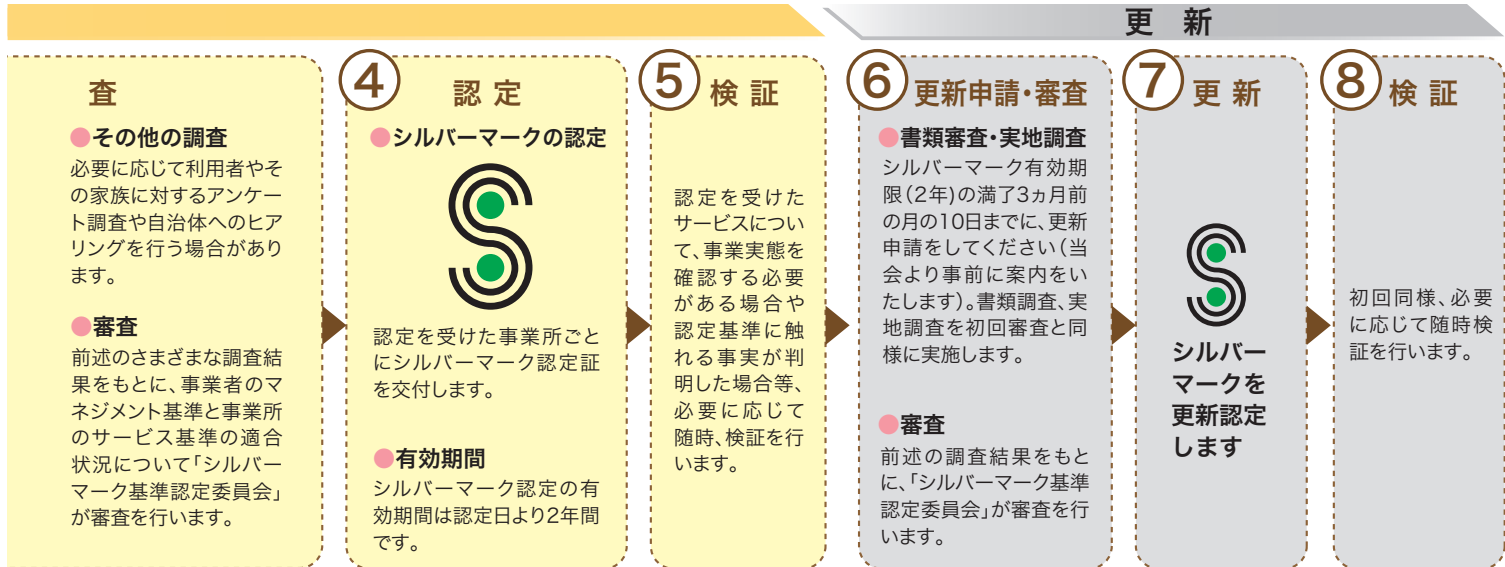 更 新
査
●その他の調査
必要に応じて利用者やそ
の家族に対するアンケー
ト調査や自治体へのヒア
リングを行う場合があり
ます。
●審査
前述のさまざまな調査結
果をもとに、事業者のマ
ネジメント基準と事業所
のサービス基準の適合
状況について「シルバー
マーク基準認定委員会」
が審査を行います。
④ 認 定
●シルバーマークの認定
認定を受けた事業所ごと
にシルバーマーク認定証
を交付します。
●有効期間
シルバーマーク認定の有
効期間は認定日より2年間
です。
⑤ 検 証
認定を受けた
サービスについ
て、事業実態を
確認する必要
がある場合や
認定基準に触
れる事実が判
明した場合等、
必要に応じて
随時、検証を行
います。
⑥ 更新申請・審査
●書類審査・実地調査
シルバーマーク有効期
限(2年)の満了3ヵ月前
の月の10日までに、更新
申請をしてください(当
会より事前に案内をい
たします)。書類調査、実
地調査を初回審査と同
様に実施します。
●審査
前述の調査結果をもと
に、「シルバーマーク基準
認定委員会」が審査を行
います。
⑦ 更 新
シルバー
マークを
更新認定
します
⑧ 検 証
初回同様、必要
に応じて随時検
証を行います。